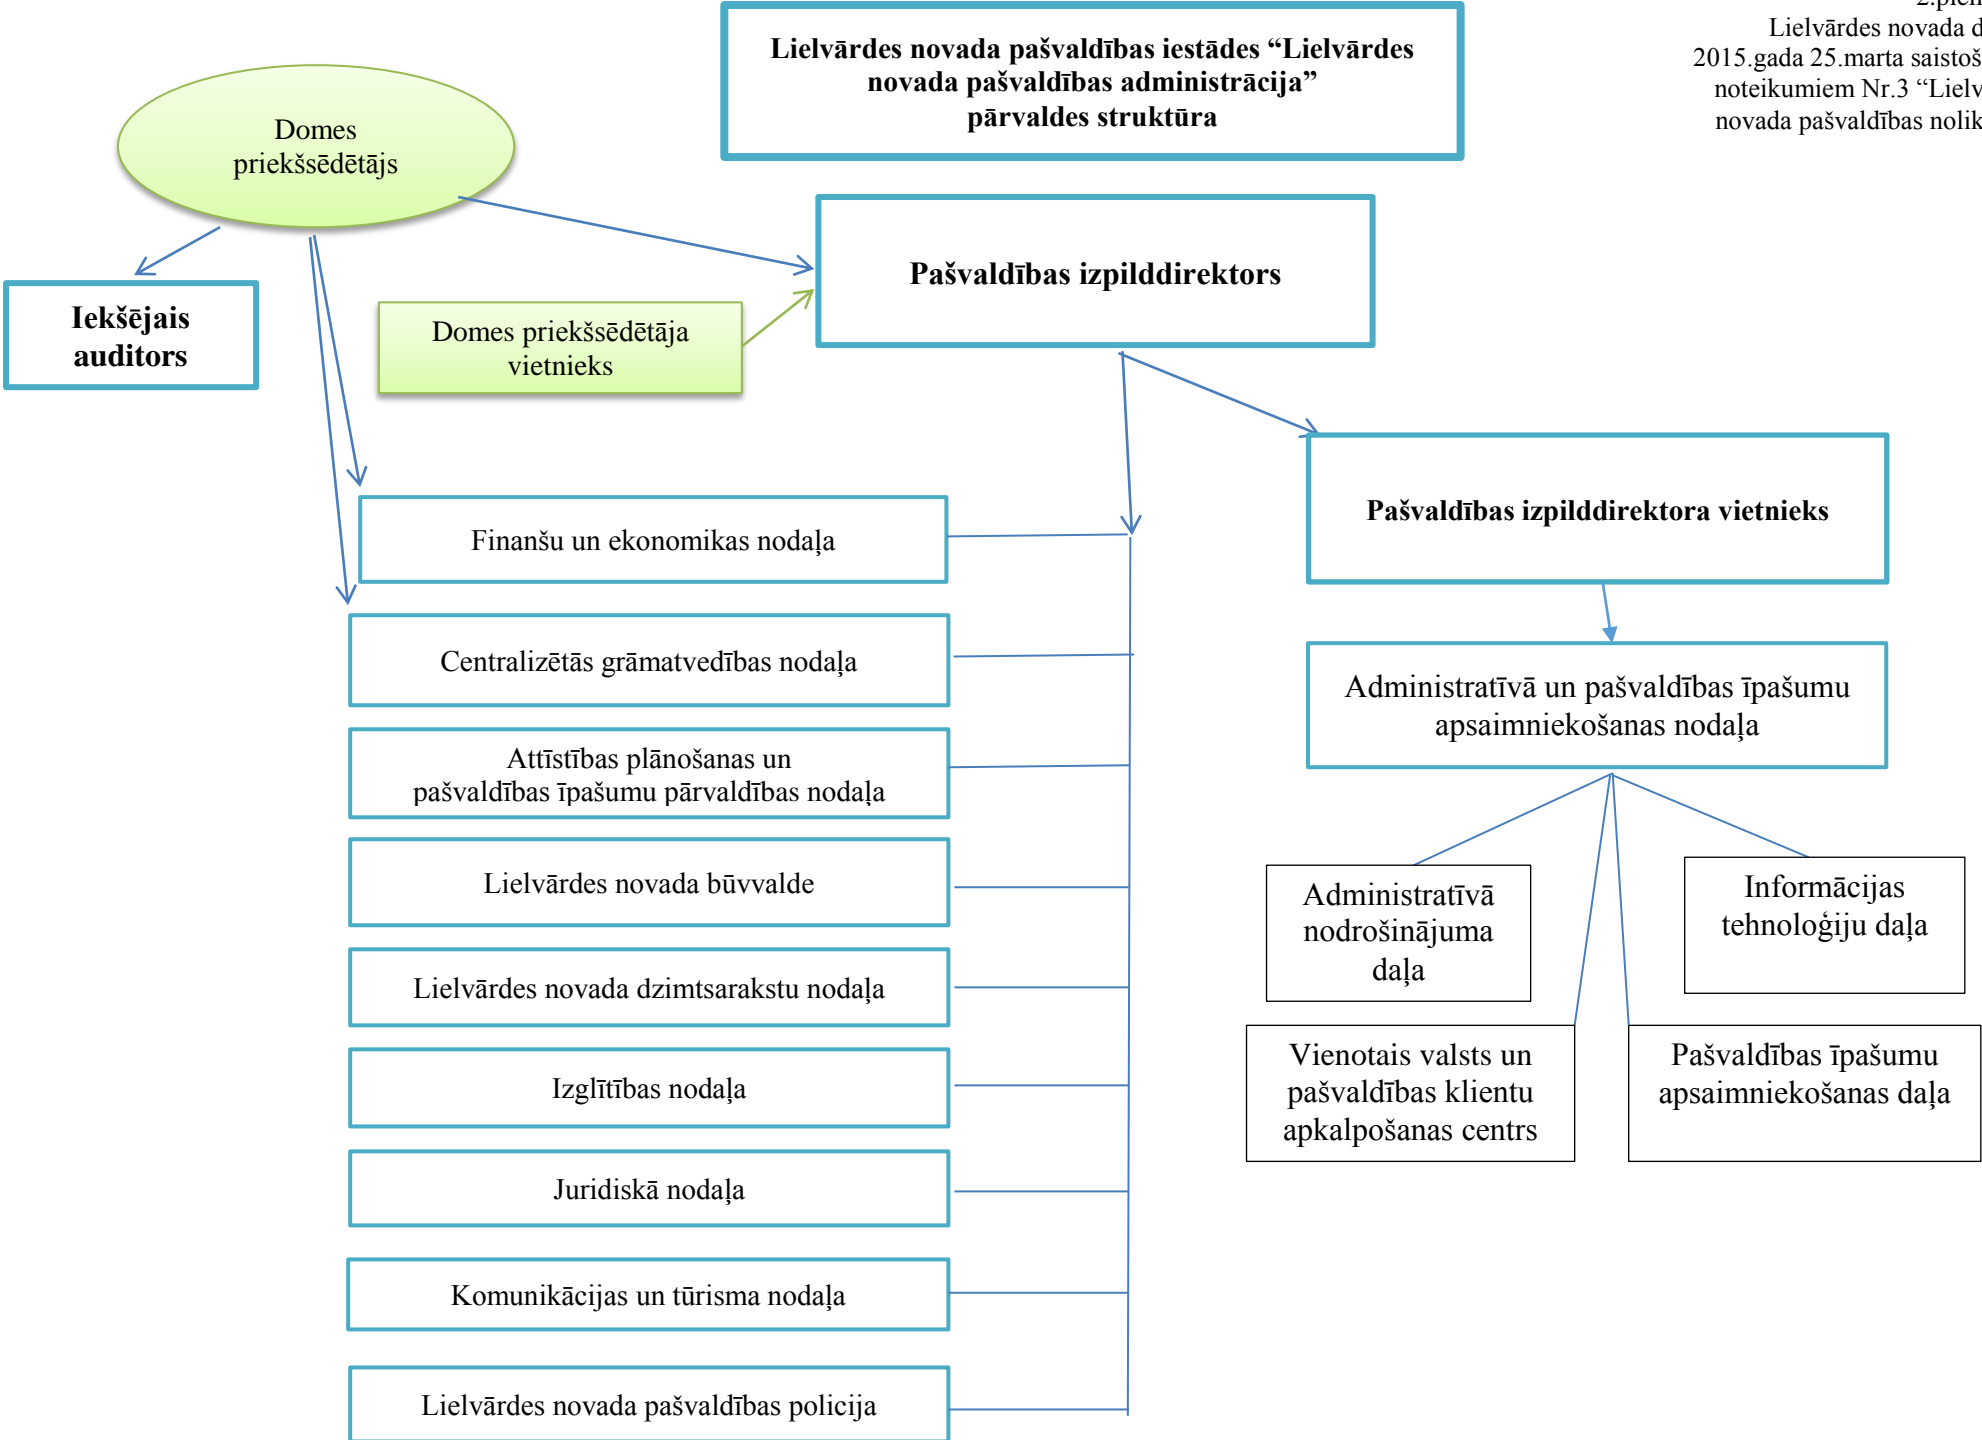 2.
Lielvārdes novada
2015.gada 25.marta
noteikumiem Nr.3
novada pašvaldības
Lielvārdes novada pašvaldības iestādes “Lielvārdes
novada pašvaldības administrācija”
pārvaldes struktūra
Domes
priekšsēdētājs
Pašvaldības izpilddirektors
Iekšējais
auditors
Domes priekšsēdētāja
vietnieks
Pašvaldības izpilddirektora vietnieks
Finanšu un ekonomikas nodaļa
Centralizētās grāmatvedības nodaļa
Attīstības plānošanas un
pašvaldības īpašumu pārvaldības nodaļa
Lielvārdes novada būvvalde
Lielvārdes novada dzimtsarakstu nodaļa
Izglītības nodaļa
Juridiskā nodaļa
Komunikācijas un tūrisma nodaļa
Lielvārdes novada pašvaldības policija
Administratīvā un pašvaldības īpašumu
apsaimniekošanas nodaļa
Administratīvā
nodrošinājuma
daļa
Informācijas
tehnoloģiju daļa
Vienotais valsts un
pašvaldības klientu
apkalpošanas centrs
Pašvaldības īpašumu
apsaimniekošanas daļa